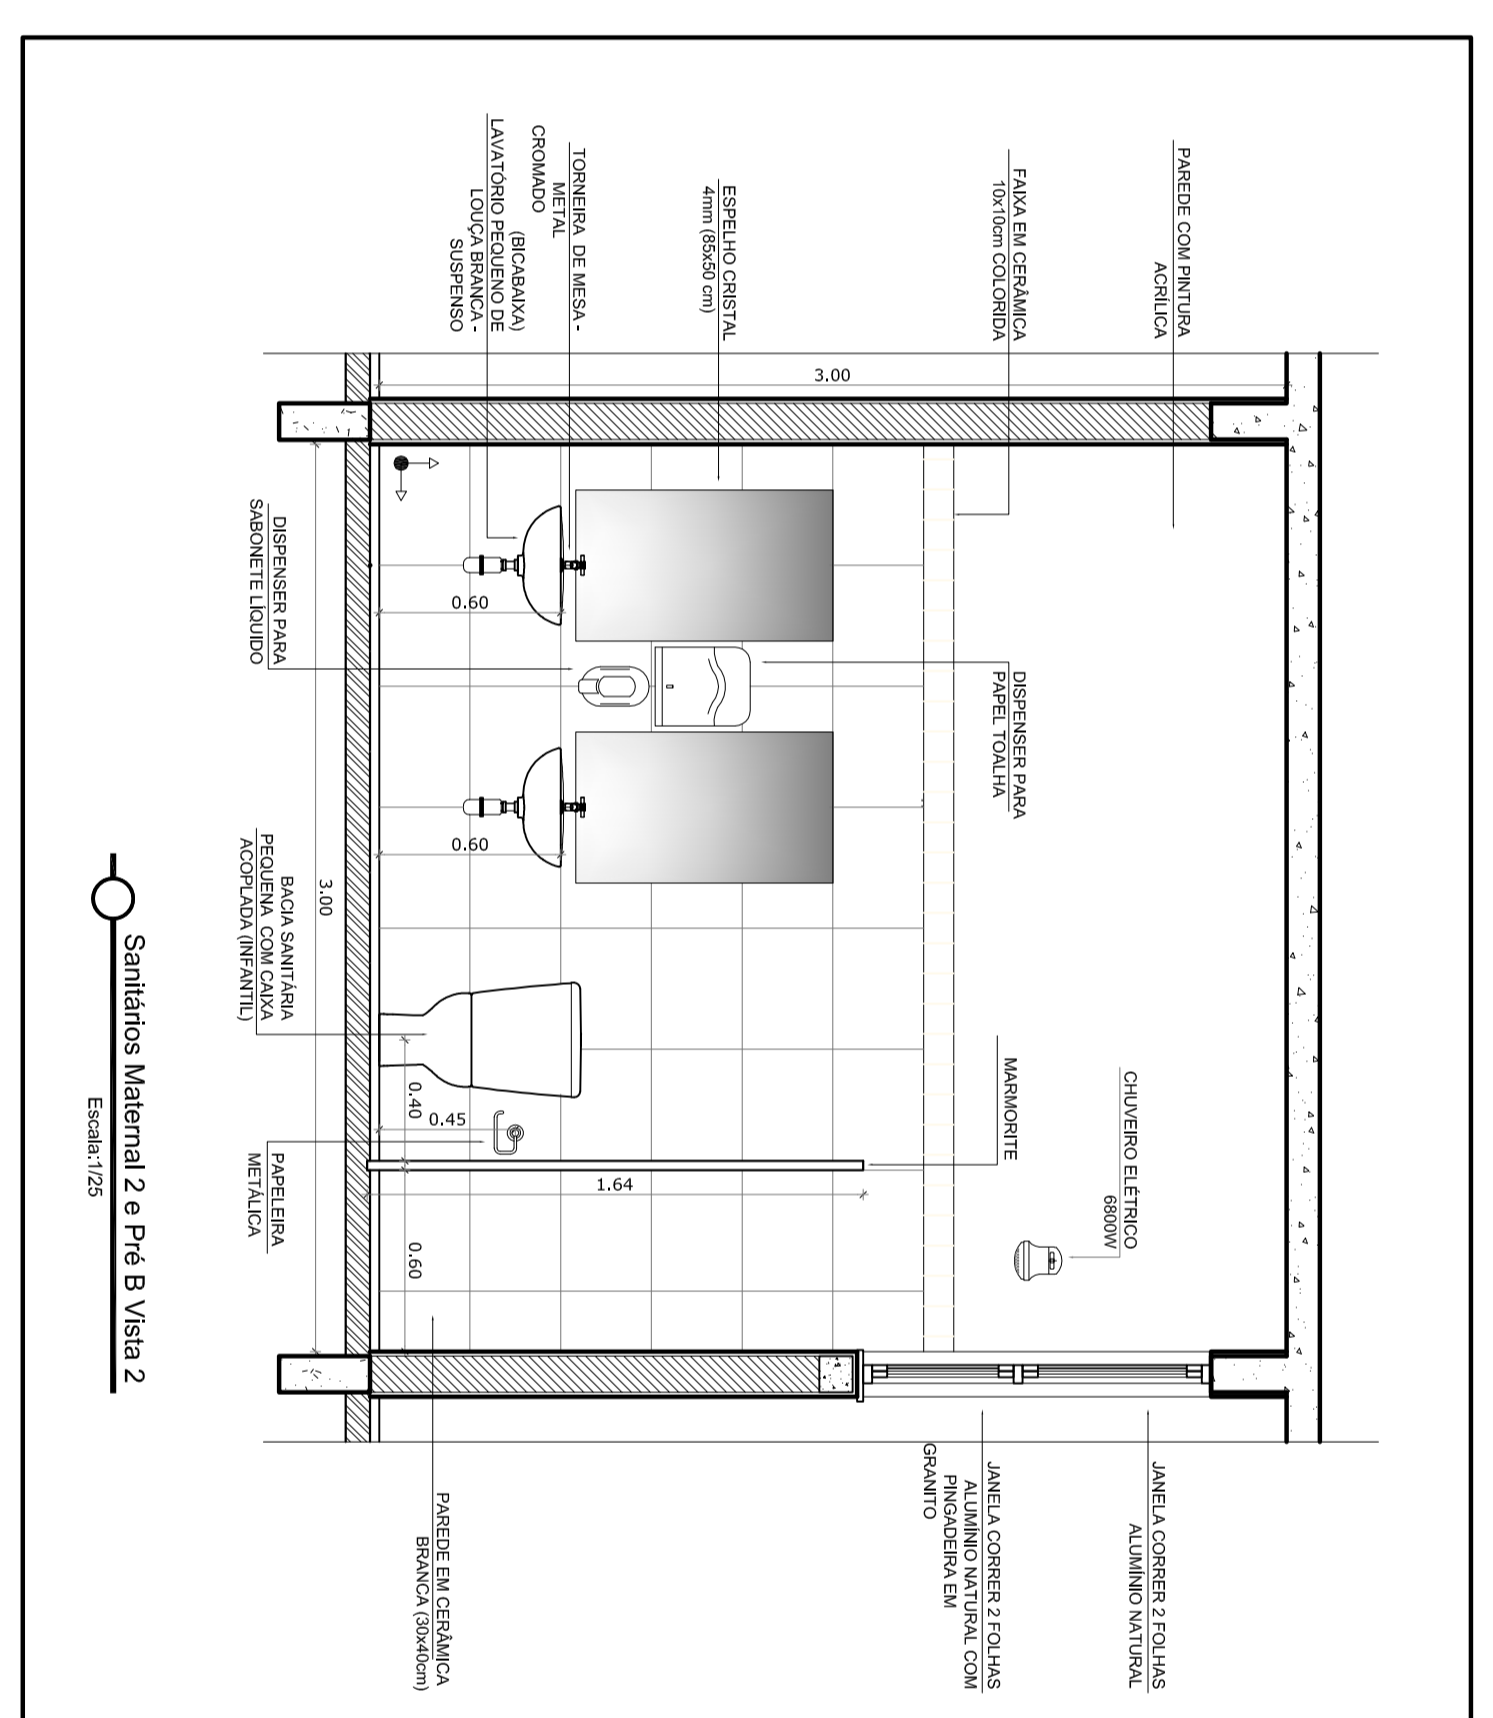 PAREDE COM PINTURA
ACRÍLICA
FAIXA EM CERÂMICA
10x10cm COLORIDA
ESPELHO CRISTAL
4mm (85x50 cm)
TORNEIRA DE MESA -
METAL
CROMADO
(BICABAIXA)
LAVATÓRIO PEQUENO DE
LOUÇA BRANCA -
SUSPENSO
3.00
JANELA CORRER 2 FOLHAS
ALUMÍNIO NATURAL
JANELA CORRER 2 FOLHAS
ALUMÍNIO NATURAL COM
PINGADEIRA EM
GRANITO
CHUVEIRO ELÉTRICO
6800W
MARMORITE
DISPENSER PARA
PAPEL TOALHA
0.60
0.60
1.64
0.45
0.40
0.60
PAREDE EM CERÂMICA
BRANCA (30x40cm)
3.00
DISPENSER PARA
SABONETE LÍQUIDO
BACIA SANITÁRIA
PEQUENA COM CAIXA
ACOPLADA (INFANTIL)
PAPELEIRA
METÁLICA
Sanitários Maternal 2 e Pré B Vista 2
Escala:1/25